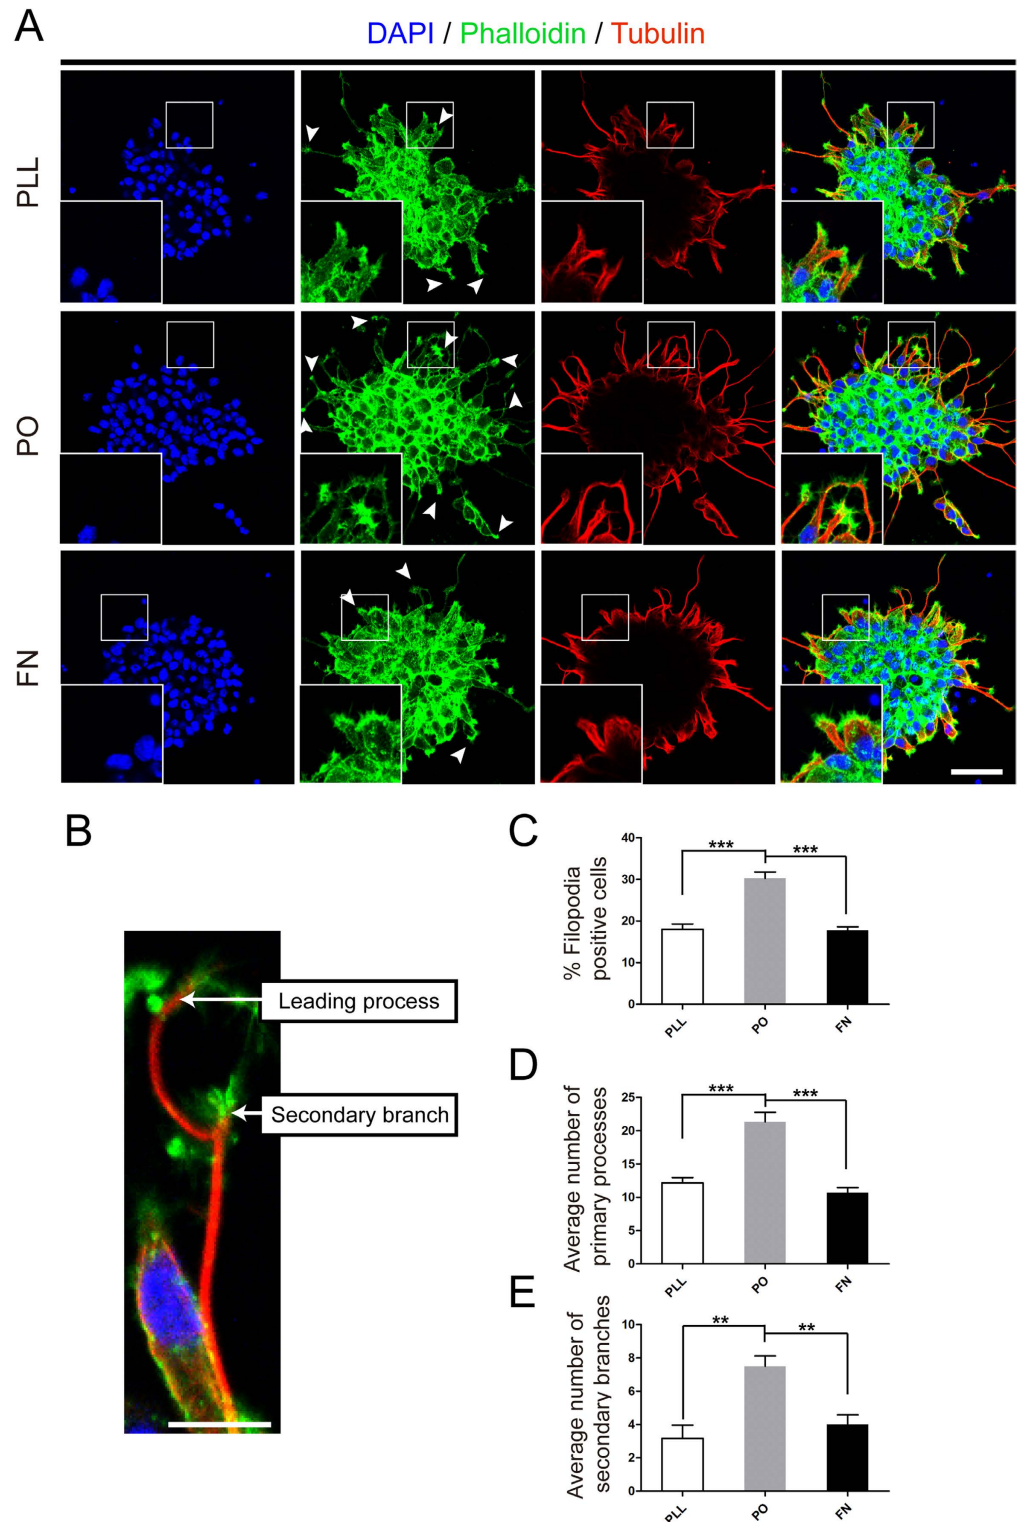 A
DAPI / Phalloidin / Tubulin
PLL
PO
FN
B
Leading process
Secondary branch
C
% Filopodia
positive cells
40
30
20
10
0
***
***
PLL
PO
FN
D
Average number of
primary processes
25
20
15
10
5
0
***
***
PLL
PO
FN
E
Average number of
secondary branches
10
8
6
4
2
0
**
**
PLL
PO
FN